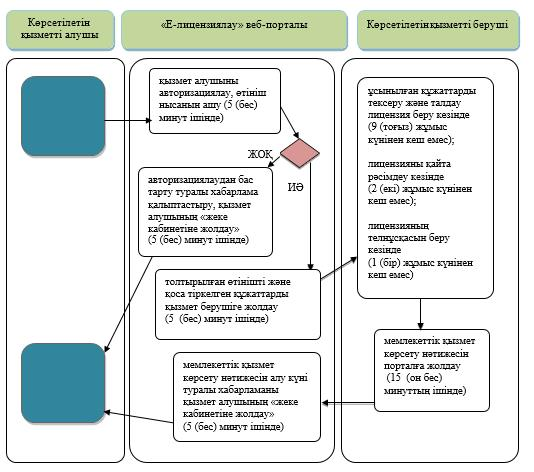 Көрсетілетін
қызметті алушы
«Е-лицензиялау» веб-порталы
Көрсетілетін қызметті беруші
қызмет алушыны
авторизациялау, өтініш
нысанын ашу (5 (бес)
минут ішінде)
ЖОҚ
ИӘ
авторизациялаудан бас
тарту туралы хабарлама
қалыптастыру, қызмет
алушының «жеке
кабинетіне жолдау»
(5 (бес) минут ішінде)
толтырылған өтінішті және
қоса тіркелген құжаттарды
қызмет берушіге жолдау
(5 (бес) минут ішінде)
ұсынылған құжаттарды
тексеру және талдау
лицензия беру кезінде
(9 (тоғыз) жұмыс
күнінен кеш емес);
лицензияны қайта
рәсімдеу кезінде
(2 (екі) жұмыс күнінен
кеш емес);
лицензияның
телнұсқасын беру
кезінде
(1 (бір) жұмыс күнінен
кеш емес)
мемлекеттік қызмет
көрсету нәтижесін
порталға жолдау
(15 (он бес)
минуттың ішінде)
мемлекеттік қызмет
көрсету нәтижесін алу күні
туралы хабарламаны
қызмет алушының «жеке
кабинетіне жолдау»
(5 (бес) минут ішінде)